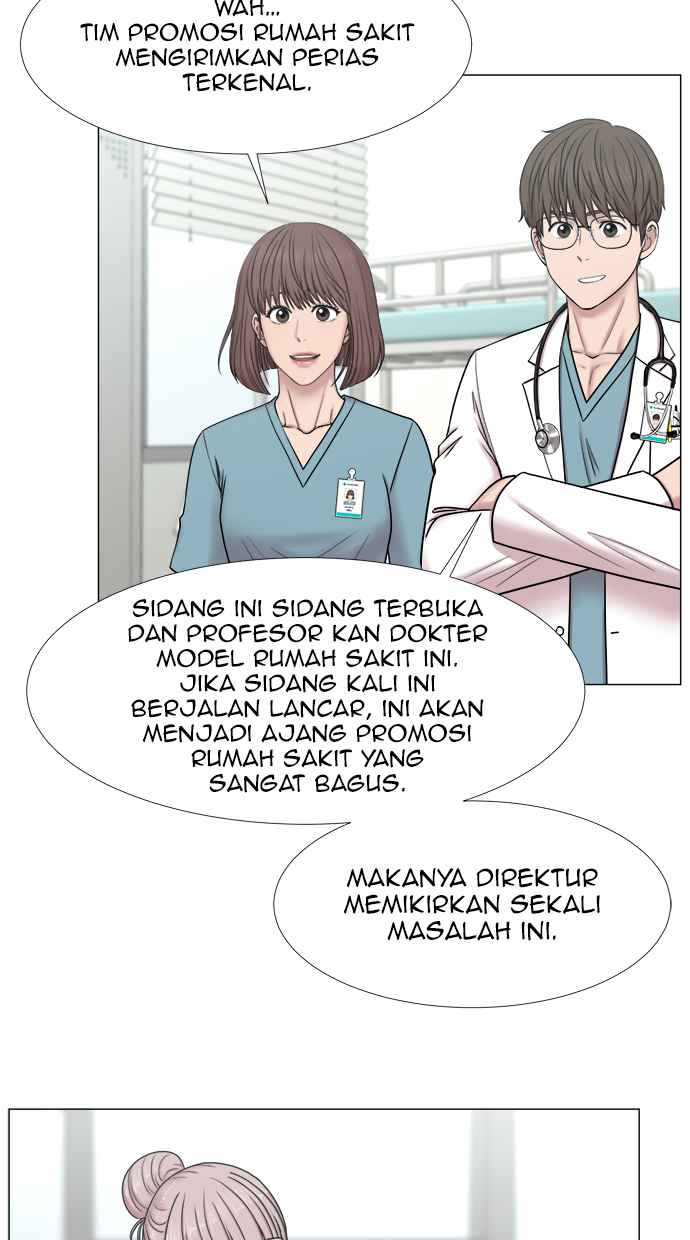 WAH...
TIM PROMOSI RUMAH SAKIT
MENGIRIMKAN PERIAS
TERKENAL.
SIDANG INI SIDANG TERBUKA
DAN PROFESOR KAN DOKTER
MODEL RUMAH SAKIT INI.
JIKA SIDANG KALI INI
BERJALAN LANCAR, INI AKAN
MENJADI AJANG PROMOSI
RUMAH SAKIT YANG
SANGAT BAGUS.
MAKANYA DIREKTUR
MEMIKIRKAN SEKALI
MASALAH INI.